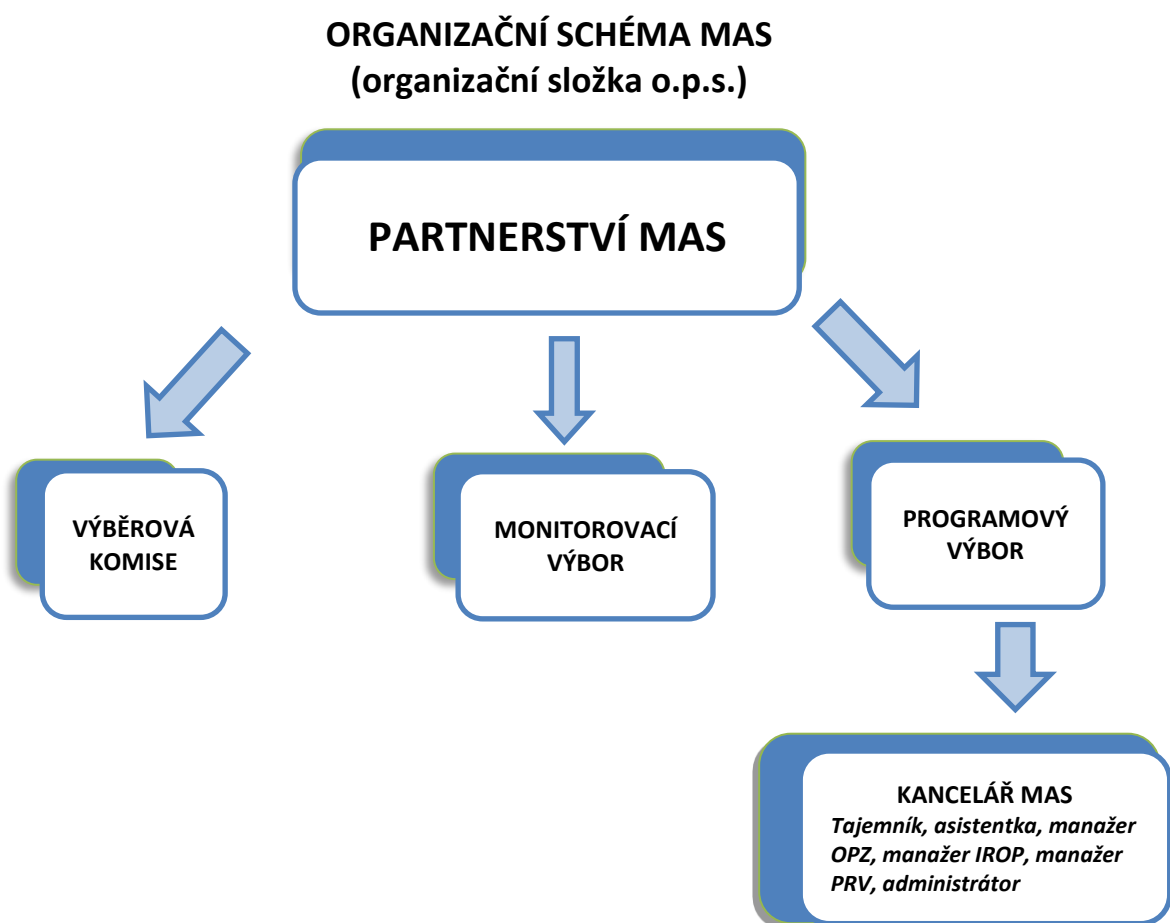 ORGANIZAČNÍ SCHÉMA MAS
(organizační složka o.p.s.)
PARTNERSTVÍ MAS
VÝBĚROVÁ
KOMISE
MONITOROVACÍ
VÝBOR
PROGRAMOVÝ
VÝBOR
KANCELÁŘ MAS
Tajemník, asistentka, manažer
OPZ, manažer IROP, manažer
PRV, administrátor